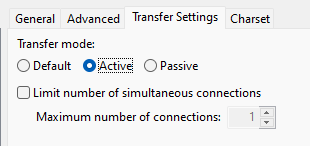 General Advanced Transfer Settings Charset
Transfer mode:
Default Active Passive
Limit number of simultaneous connections
Maximum number of connections: 1